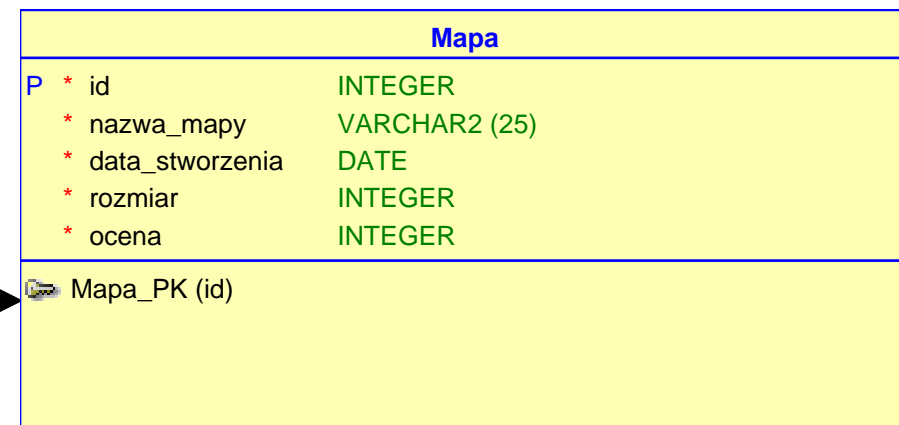 Mapa
P * id INTEGER
* nazwa_mapy VARCHAR2 (25)
* data_stworzenia DATE
* rozmiar INTEGER
* ocena INTEGER
Mapa_PK (id)